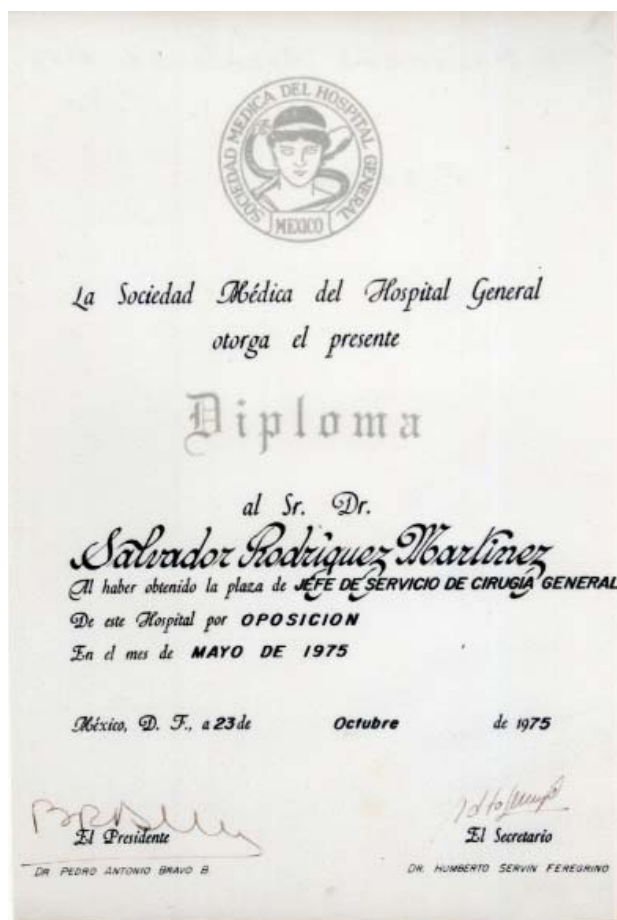 SOCIEDAD MEDICA DEL HOSPITAL GENERAL
MEXICO
La Sociedad Médica del Hospital General
otorga el presente
Diploma
al Sr. Dr.
Salvador Rodriguez Martinez
Al haber obtenido la plaza de JEFE DE SERVICIO DE CIRUGIA GENERAL
De este Hospital por OPOSICION
En el mes de MAYO DE 1975
México, D. F., a 23 de Octubre de 1975
El Presidente El Secretario
DR. PEDRO ANTONIO BRAVO B. DR. HUMBERTO SERVIN FEREGRINO